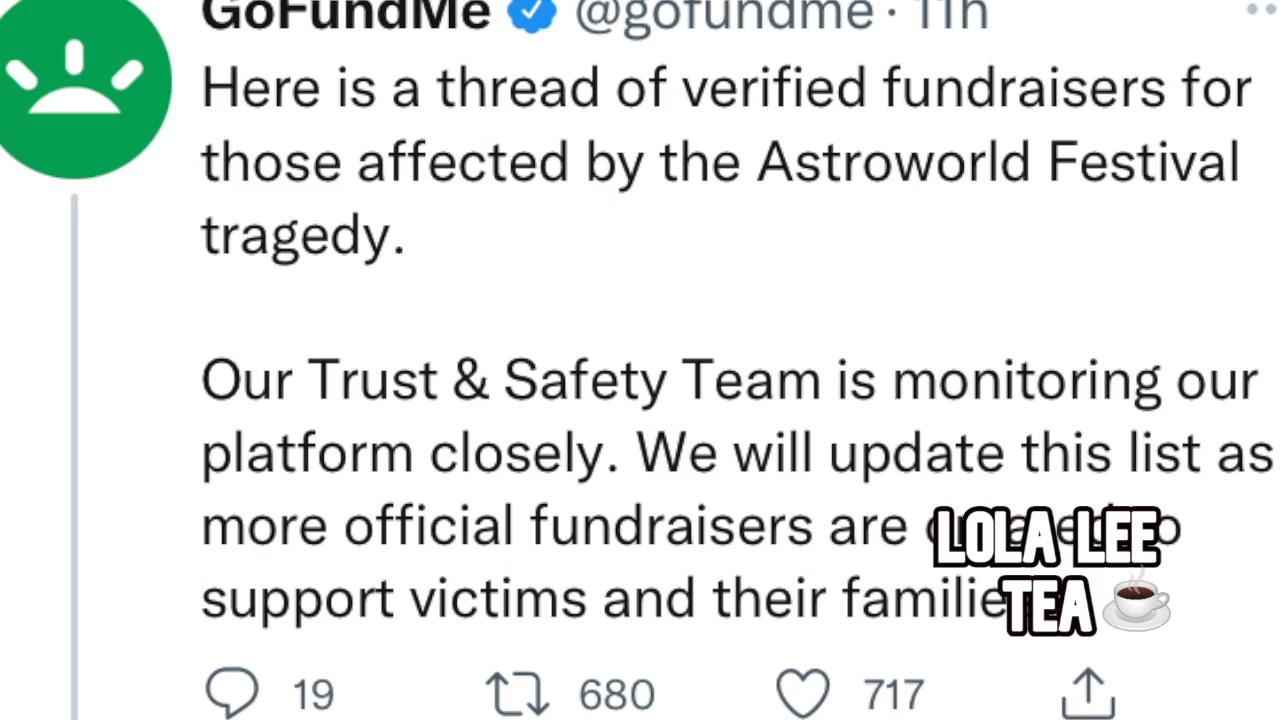 GoFundMe @gofundme · 11h
Here is a thread of verified fundraisers for
those affected by the Astroworld Festival
tragedy.
Our Trust & Safety Team is monitoring our
platform closely. We will update this list as
more official fundraisers are
support victims and their
LOLA LEE
TEA
19 680 717